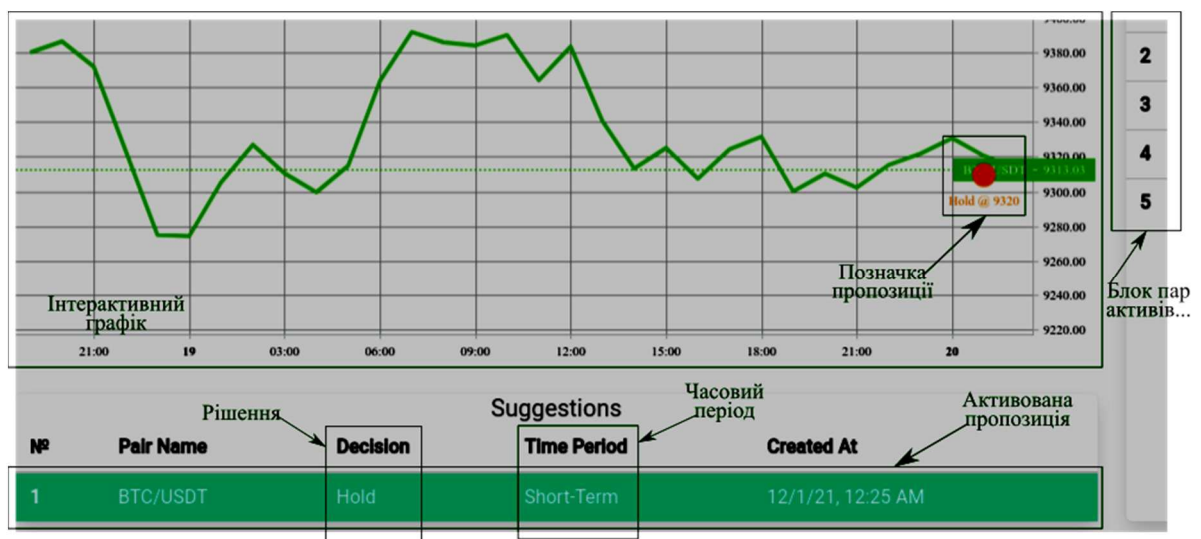 9380.00
2
9360.00
3
9340.00
4
9320.00
9313.03
9300.00
5
Hold @ 9320
9280.00
Позначка
пропозиції
9260.00
Блок пар
активів...
9240.00
Інтерактивний
графік
9220.00
21:00 19 03:00 06:00 09:00 12:00 15:00 18:00 21:00 20
Рішення
Suggestions
Часовий
період
Активована
пропозиція
№ Pair Name Decision Time Period Created At
1 BTC/USDT Hold Short-Term 12/1/21, 12:25 AM